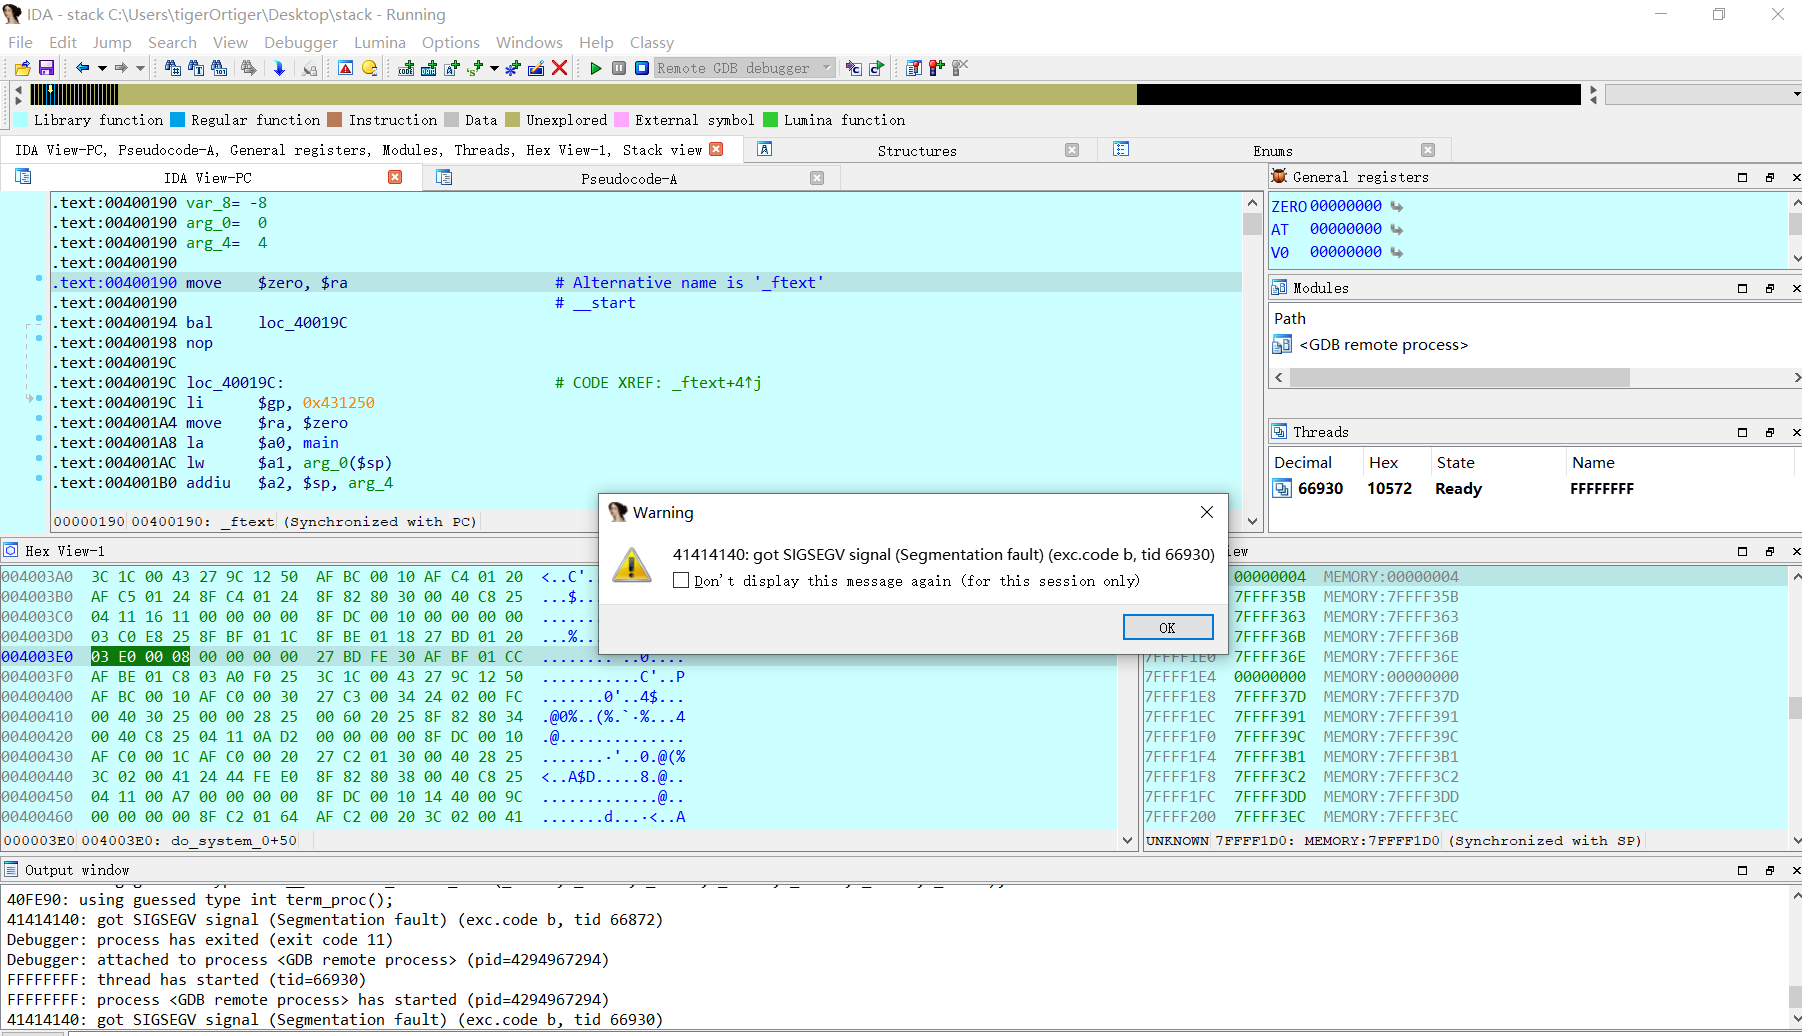 IDA - stack C:\Users\tigerOrtiger\Desktop\stack - Running
File Edit Jump Search View Debugger Lumina Options Windows Help Classy
Remote GDB debugger
Library function Regular function Instruction Data Unexplored External symbol Lumina function
IDA View-PC, Pseudocode-A, General registers, Modules, Threads, Hex View-1, Stack view Structures Enums
IDA View-PC Pseudocode-A
.text:00400190 var_8= -8
.text:00400190 arg_0= 0
.text:00400190 arg_4= 4
.text:00400190
.text:00400190 move $zero, $ra # Alternative name is '_ftext'
.text:00400190 # __start
.text:00400194 bal loc_40019C
.text:00400198 nop
.text:0040019C
.text:0040019C loc_40019C: # CODE XREF: _ftext+4↑j
.text:0040019C li $gp, 0x431250
.text:004001A4 move $ra, $zero
.text:004001A8 la $a0, main
.text:004001AC lw $a1, arg_0($sp)
.text:004001B0 addiu $a2, $sp, arg_4
00000190 00400190: _ftext (Synchronized with PC)
General registers
ZERO 00000000
AT 00000000
V0 00000000
Modules
Path
<GDB remote process>
Threads
Decimal Hex State Name
66930 10572 Ready FFFFFFFF
Warning
41414140: got SIGSEGV signal (Segmentation fault) (exc.code b, tid 66930)
Don't display this message again (for this session only)
OK
Hex View-1
004003A0 3C 1C 00 43 27 9C 12 50 AF BC 00 10 AF C4 01 20 <..C'..
004003B0 AF C5 01 24 8F C4 01 24 8F 82 80 30 00 40 C8 25 ...$...
004003C0 04 11 16 11 00 00 00 00 8F DC 00 10 00 00 00 00 .......
004003D0 03 C0 E8 25 8F BF 01 1C 8F BE 01 18 27 BD 01 20 ...%...
004003E0 03 E0 00 08 00 00 00 00 27 BD FE 30 AF BF 01 CC ........'..0....
004003F0 AF BE 01 C8 03 A0 F0 25 3C 1C 00 43 27 9C 12 50 ...........C'..P
00400400 AF BC 00 10 AF C0 00 30 27 C3 00 34 24 02 00 FC .......0'..4$...
00400410 00 40 30 25 00 00 28 25 00 60 20 25 8F 82 80 34 .@0%..(%.`·%...4
00400420 00 40 C8 25 04 11 0A D2 00 00 00 00 8F DC 00 10 .@..............
00400430 AF C0 00 1C AF C0 00 20 27 C2 01 30 00 40 28 25 .......·'..0.@(%
00400440 3C 02 00 41 24 44 FE E0 8F 82 80 38 00 40 C8 25 <..A$D.....8.@..
00400450 04 11 00 A7 00 00 00 00 8F DC 00 10 14 40 00 9C .............@..
00400460 00 00 00 00 8F C2 01 64 AF C2 00 20 3C 02 00 41 .......d...·<..A
000003E0 004003E0: do_system_0+50
iew
00000004 MEMORY:00000004
7FFFF35B MEMORY:7FFFF35B
7FFFF363 MEMORY:7FFFF363
7FFFF36B MEMORY:7FFFF36B
7FFFF1E0 7FFFF36E MEMORY:7FFFF36E
7FFFF1E4 00000000 MEMORY:00000000
7FFFF1E8 7FFFF37D MEMORY:7FFFF37D
7FFFF1EC 7FFFF391 MEMORY:7FFFF391
7FFFF1F0 7FFFF39C MEMORY:7FFFF39C
7FFFF1F4 7FFFF3B1 MEMORY:7FFFF3B1
7FFFF1F8 7FFFF3C2 MEMORY:7FFFF3C2
7FFFF1FC 7FFFF3DD MEMORY:7FFFF3DD
7FFFF200 7FFFF3EC MEMORY:7FFFF3EC
UNKNOWN 7FFFF1D0: MEMORY:7FFFF1D0 (Synchronized with SP)
Output window
40FE90: using guessed type int term_proc();
41414140: got SIGSEGV signal (Segmentation fault) (exc.code b, tid 66872)
Debugger: process has exited (exit code 11)
Debugger: attached to process <GDB remote process> (pid=4294967294)
FFFFFFFF: thread has started (tid=66930)
FFFFFFFF: process <GDB remote process> has started (pid=4294967294)
41414140: got SIGSEGV signal (Segmentation fault) (exc.code b, tid 66930)